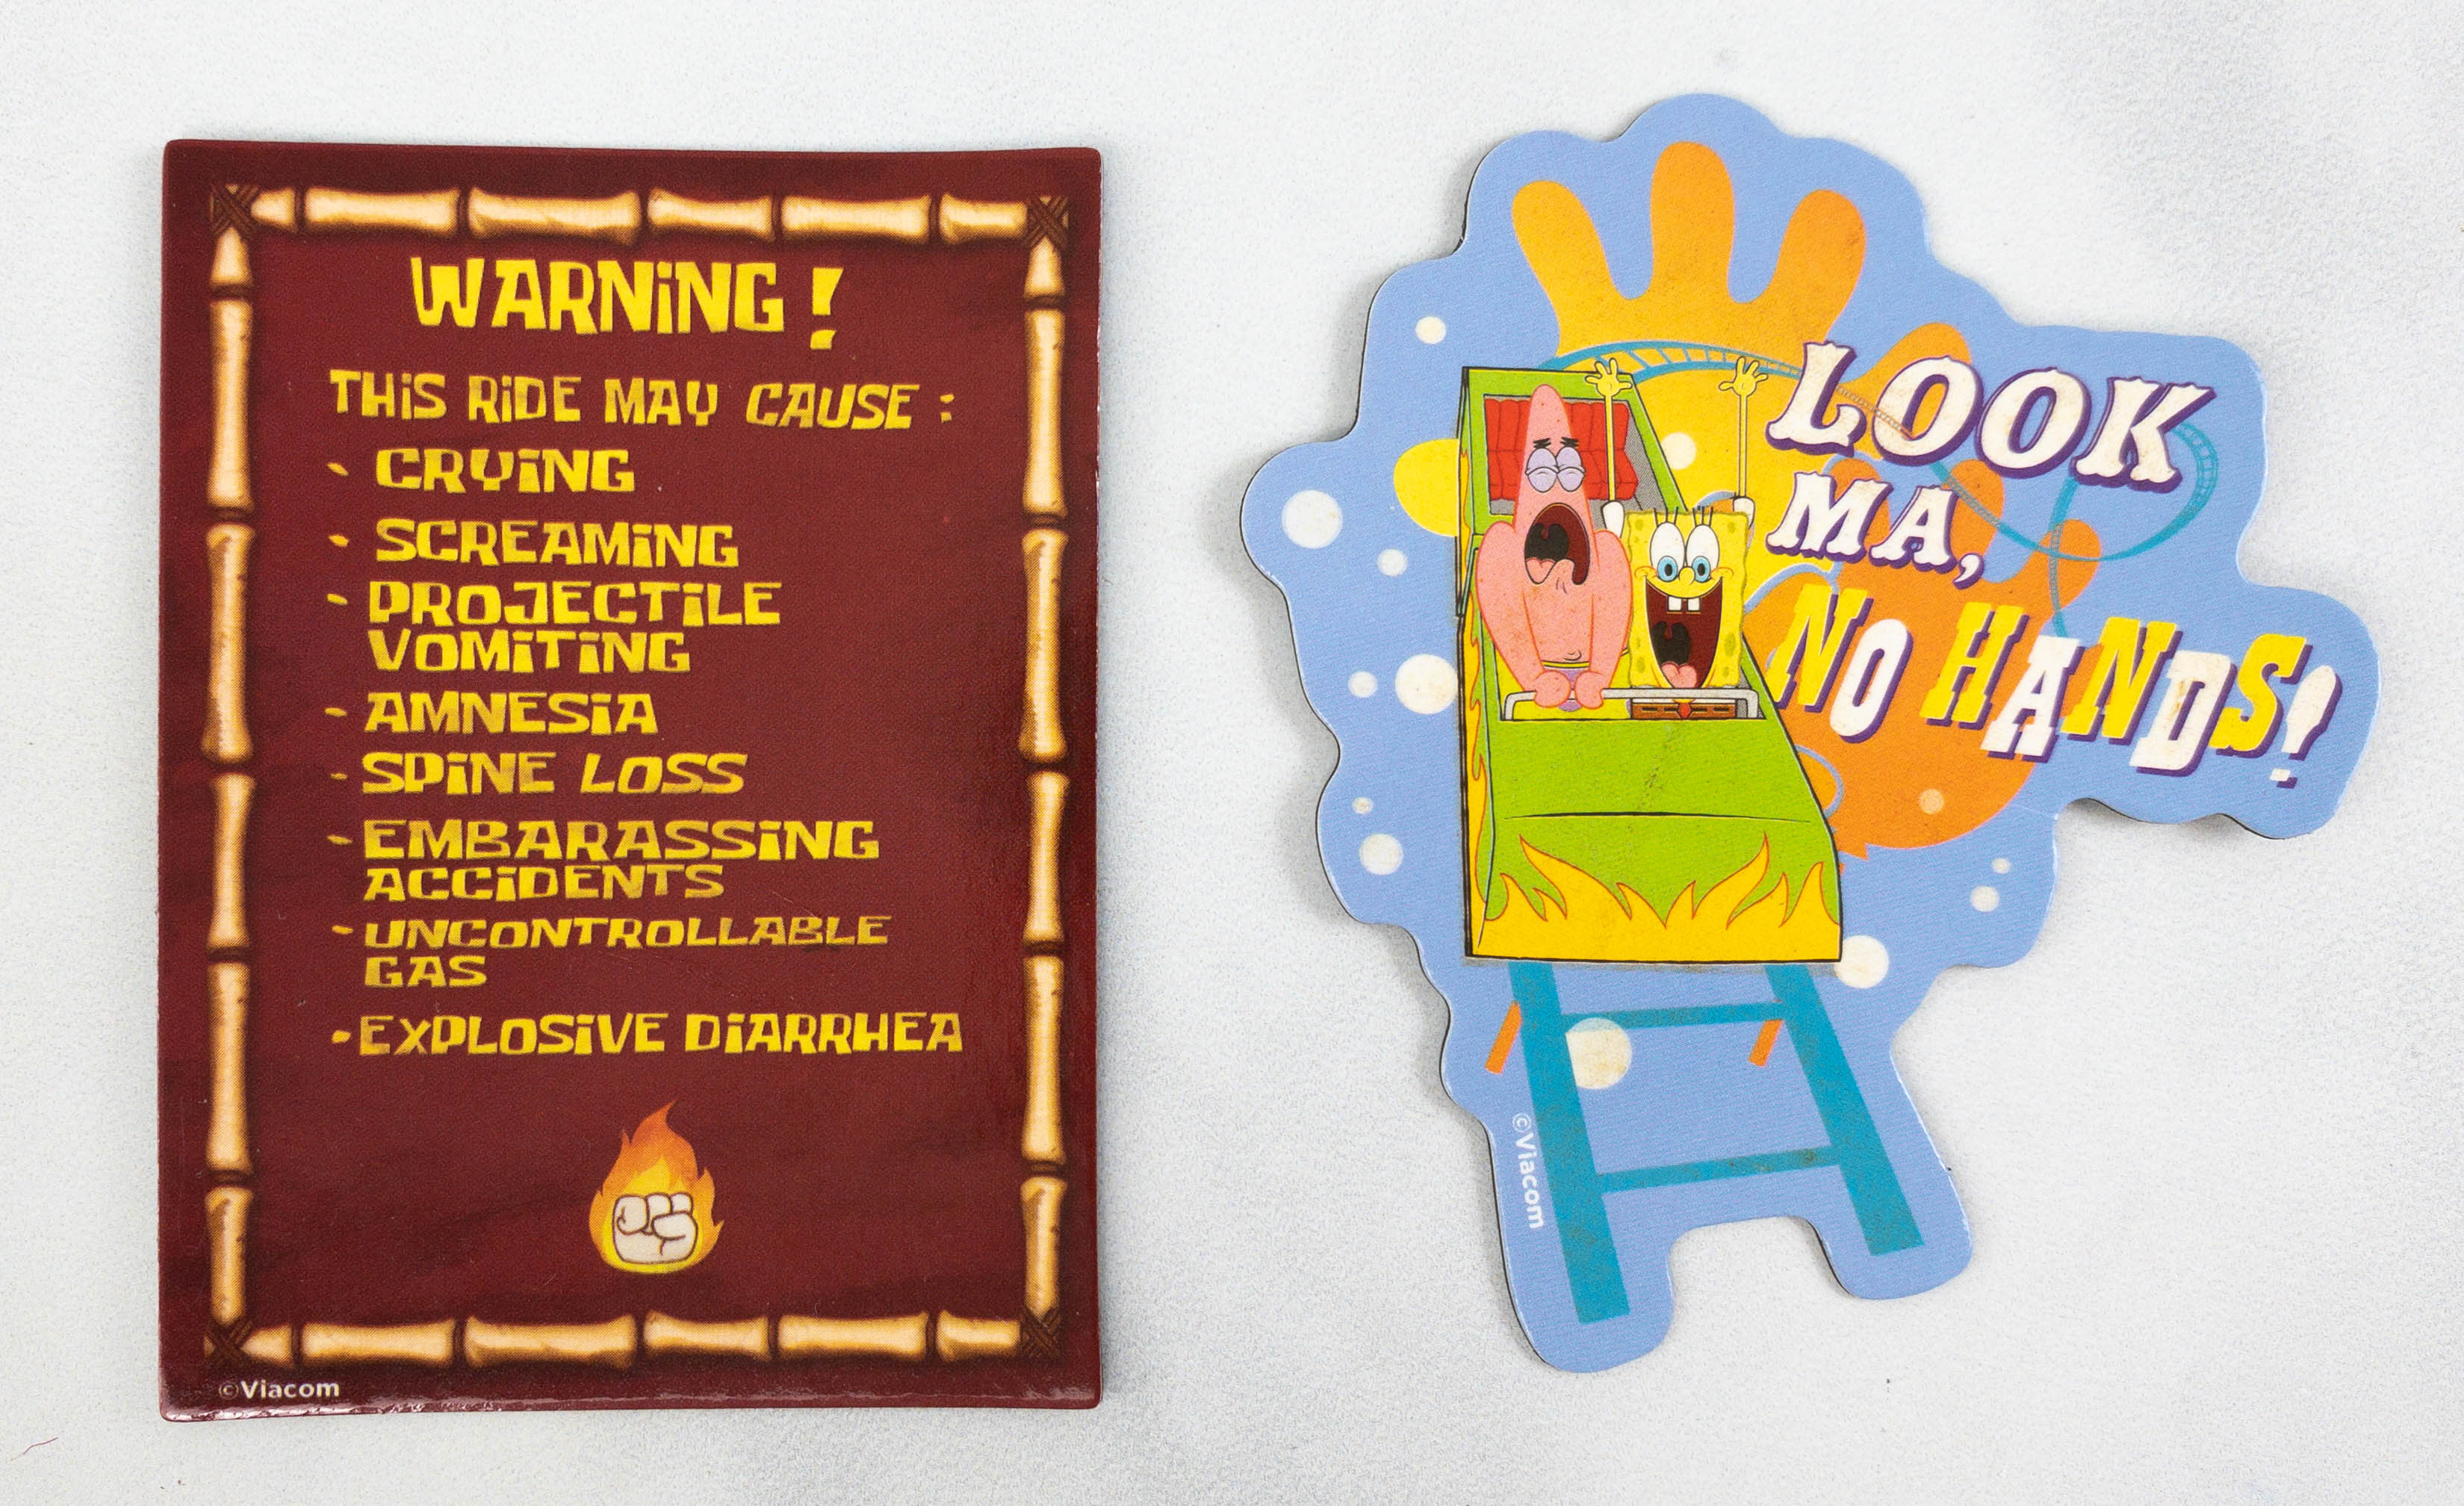 WARNING!
THIS RIDE MAY CAUSE:
- CRYING
- SCREAMING
- PROJECTILE
VOMITING
- AMNESIA
- SPINE LOSS
- EMBARASSING
ACCIDENTS
- UNCONTROLLABLE
GAS
- EXPLOSIVE DIARRHEA
©Viacom
LOOK
MA,
NO HANDS!
©Viacom